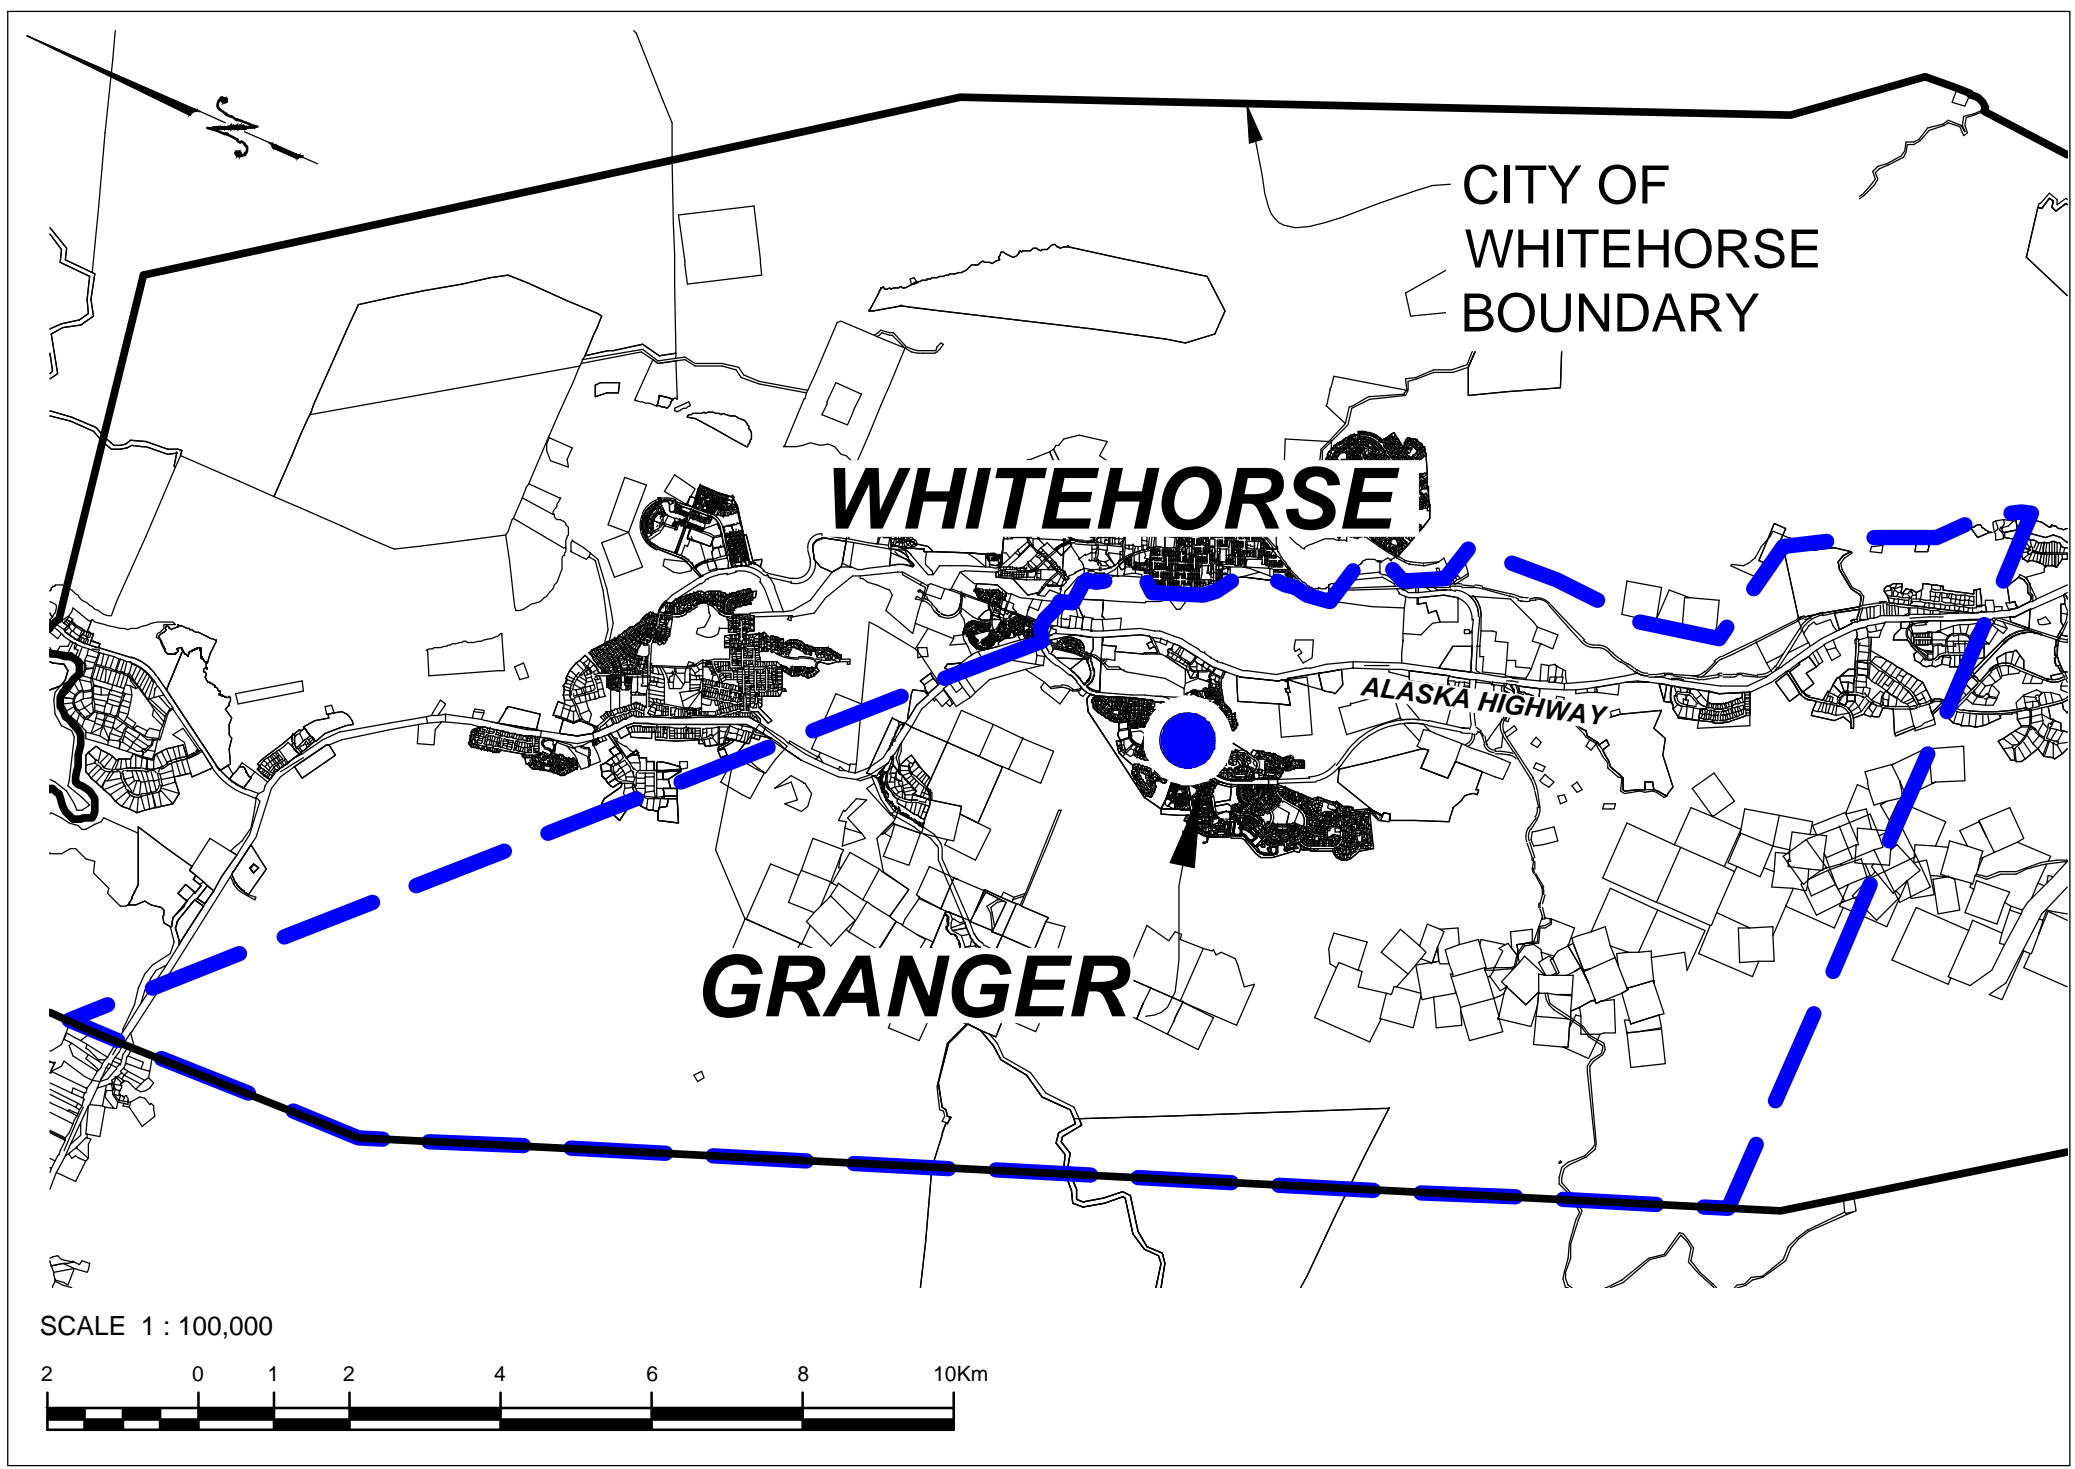 CITY OF
WHITEHORSE
BOUNDARY
WHITEHORSE
ALASKA HIGHWAY
GRANGER
SCALE 1 : 100,000
2 0 1 2 4 6 8 10Km